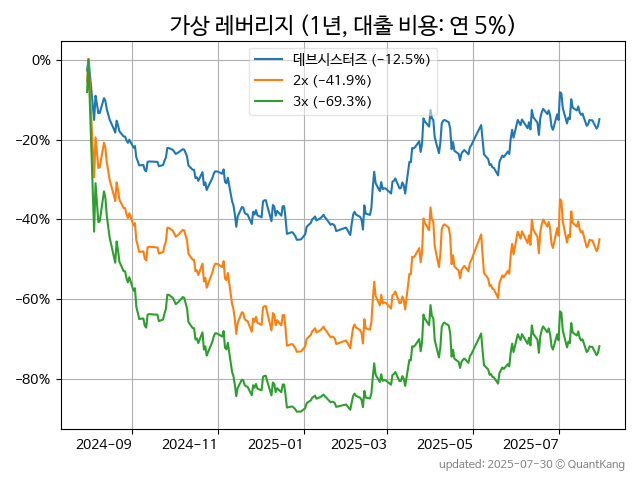 가상 레버리지 (1년, 대출 비용: 연 5%)
데브시스터즈 (−12.5%)
2x (−41.9%)
3x (−69.3%)
0%
−20%
−40%
−60%
−80%
2024-09 2024-11 2025-01 2025-03 2025-05 2025-07
updated: 2025-07-30 © QuantKang